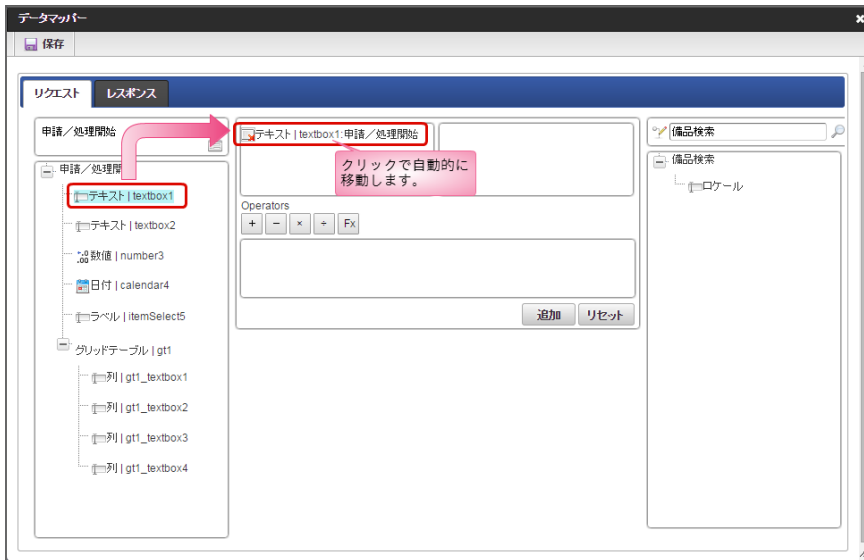 データマッパー
保存
リクエスト レスポンス
申請／処理開始
申請／処理開
テキスト | textbox1
テキスト | textbox2
数値 | number3
日付 | calendar4
ラベル | itemSelect5
グリッドテーブル | gt1
列 | gt1_textbox1
列 | gt1_textbox2
列 | gt1_textbox3
列 | gt1_textbox4
テキスト | textbox1:申請／処理開始
クリックで自動的に
移動します。
Operators
+ − × ÷ Fx
追加 リセット
備品検索
備品検索
ロケール